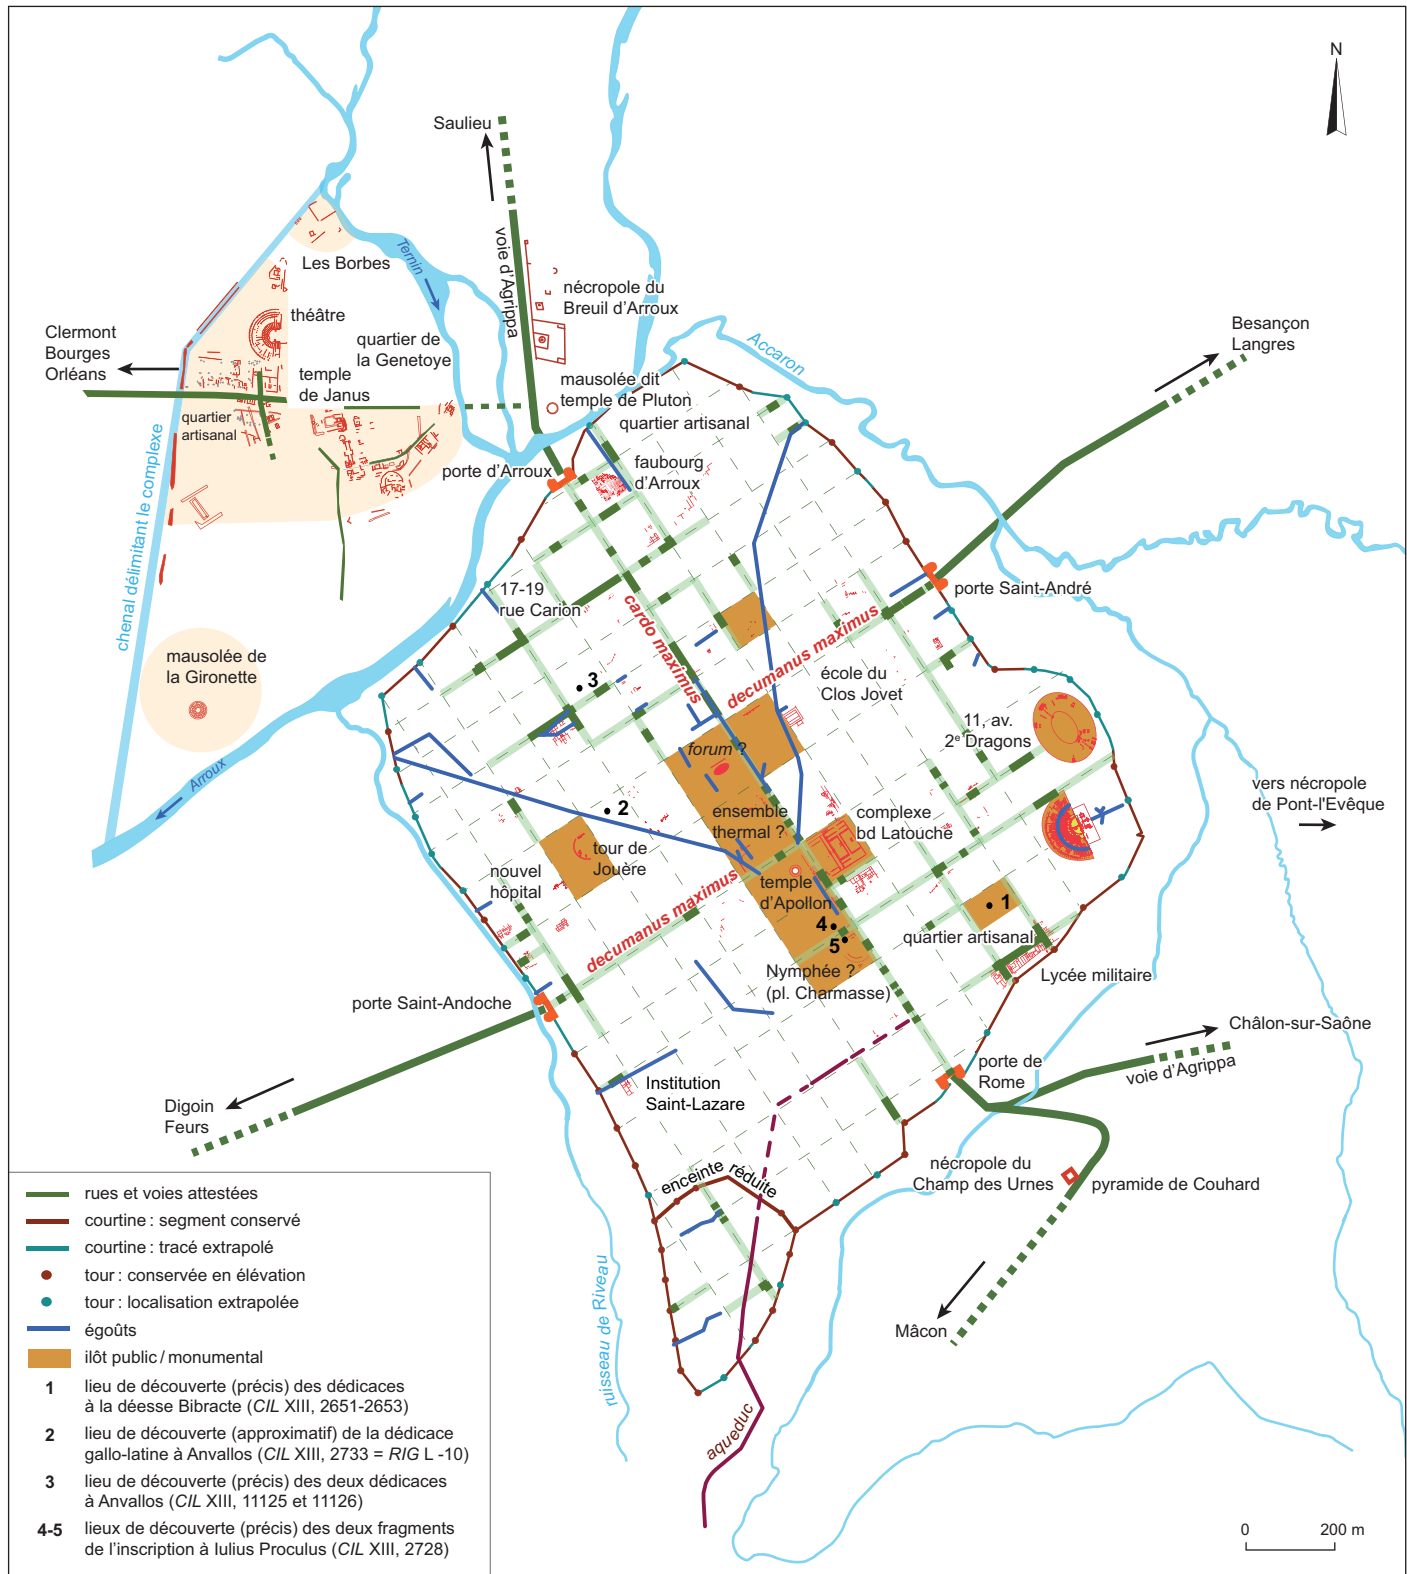 N
Saulieu
voie d'Agrippa
Ternin
Les Borbes
nécropole du
Breuil d'Arroux
théâtre
quartier de
la Genetoye
Clermont
Bourges
Orléans
temple
de Janus
quartier
artisanal
mausolée dit
temple de Pluton
quartier artisanal
Accaron
Besançon
Langres
porte d'Arroux
faubourg
d'Arroux
chenal délimitant le complexe
17-19
rue Carion
cardo maximus
porte Saint-André
decumanus maximus
mausolée de
la Gironette
3
école du
Clos Jovet
11, av.
2e Dragons
forum ?
Arroux
vers nécropole
de Pont-l'Evêque
2
ensemble
thermal ?
complexe
bd Latouche
tour de
Jouère
nouvel
hôpital
temple
d'Apollon
decumanus maximus
1
4
5
quartier artisanal
Nymphée ?
(pl. Charmasse)
Lycée militaire
porte Saint-Andoche
Châlon-sur-Saône
voie d'Agrippa
porte de
Rome
Institution
Saint-Lazare
Digoin
Feurs
nécropole du
Champ des Urnes
pyramide de Couhard
enceinte réduite
Mâcon
ruisseau de Riveau
aqueduc
rues et voies attestées
courtine : segment conservé
courtine : tracé extrapolé
tour : conservée en élévation
tour : localisation extrapolée
égoûts
ilôt public / monumental
1 lieu de découverte (précis) des dédicaces
à la déesse Bibracte (CIL XIII, 2651-2653)
2 lieu de découverte (approximatif) de la dédicace
gallo-latine à Anvallos (CIL XIII, 2733 = RIG L -10)
3 lieu de découverte (précis) des deux dédicaces
à Anvallos (CIL XIII, 11125 et 11126)
4-5 lieux de découverte (précis) des deux fragments
de l'inscription à Iulius Proculus (CIL XIII, 2728)
0 200 m